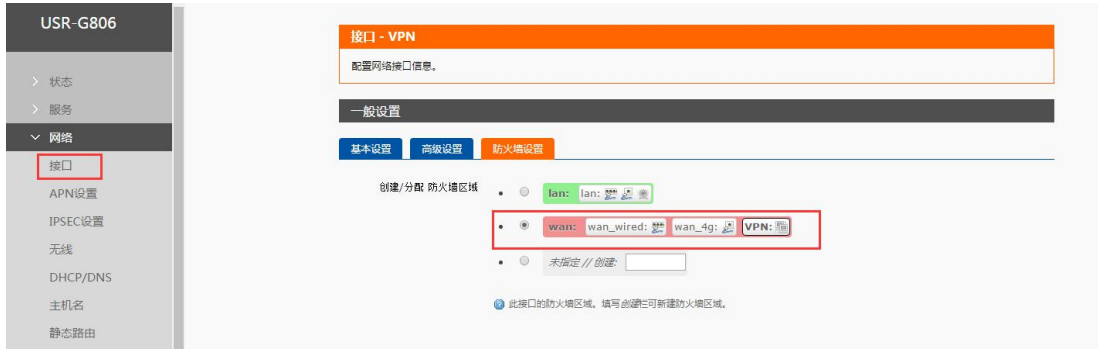 USR-G806
状态
服务
网络
接口
APN设置
IPSEC设置
无线
DHCP/DNS
主机名
静态路由
接口 - VPN
配置网络接口信息。
一般设置
基本设置 高级设置 防火墙设置
创建/分配 防火墙区域
lan: lan:
wan: wan_wired: wan_4g: VPN:
未指定 // 创建:
此接口的防火墙区域。填写创建栏可新建防火墙区域。